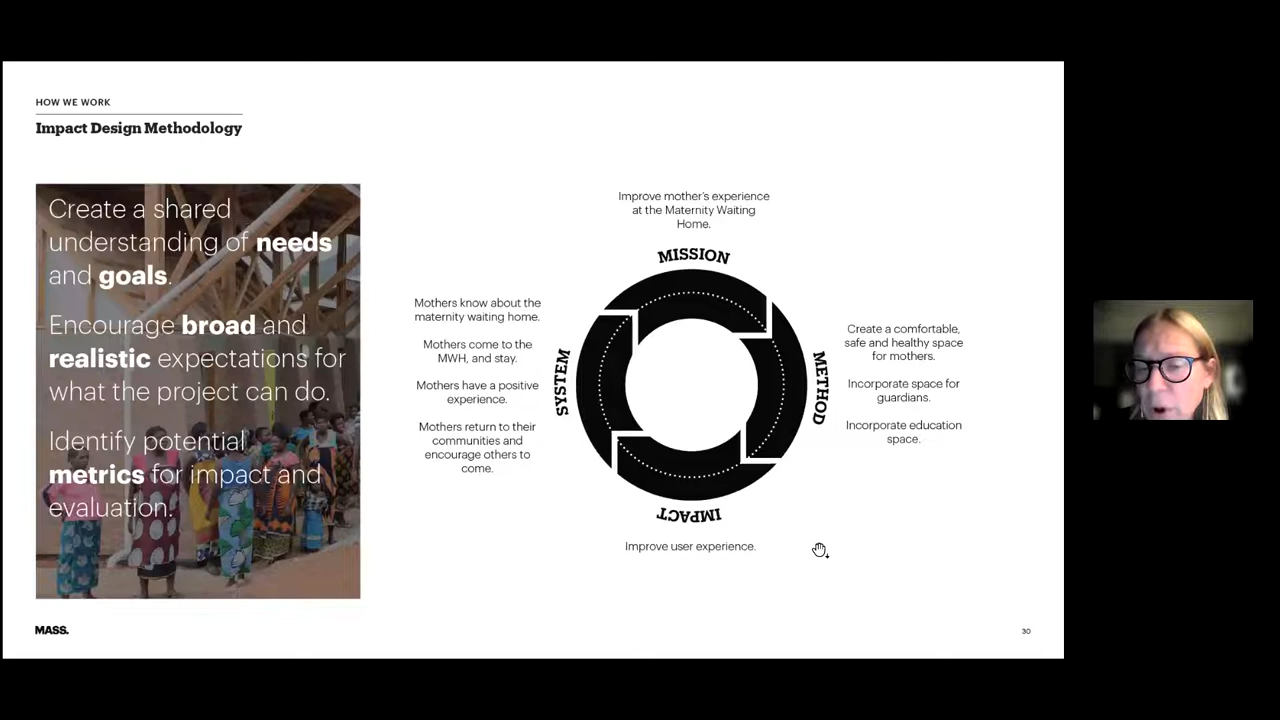 HOW WE WORK
Impact Design Methodology
Create a shared
understanding of needs
and goals.
Encourage broad and
realistic expectations for
what the project can do.
Identify potential
metrics for impact and
evaluation.
Improve mother's experience
at the Maternity Waiting
Home.
MISSION
Mothers know about the
maternity waiting home.
Mothers come to the
MWH, and stay.
Mothers have a positive
experience.
Mothers return to their
communities and
encourage others to
come.
SYSTEM
METHOD
Create a comfortable,
safe and healthy space
for mothers.
Incorporate space for
guardians.
Incorporate education
space.
IMPACT
Improve user experience.
MASS.
30